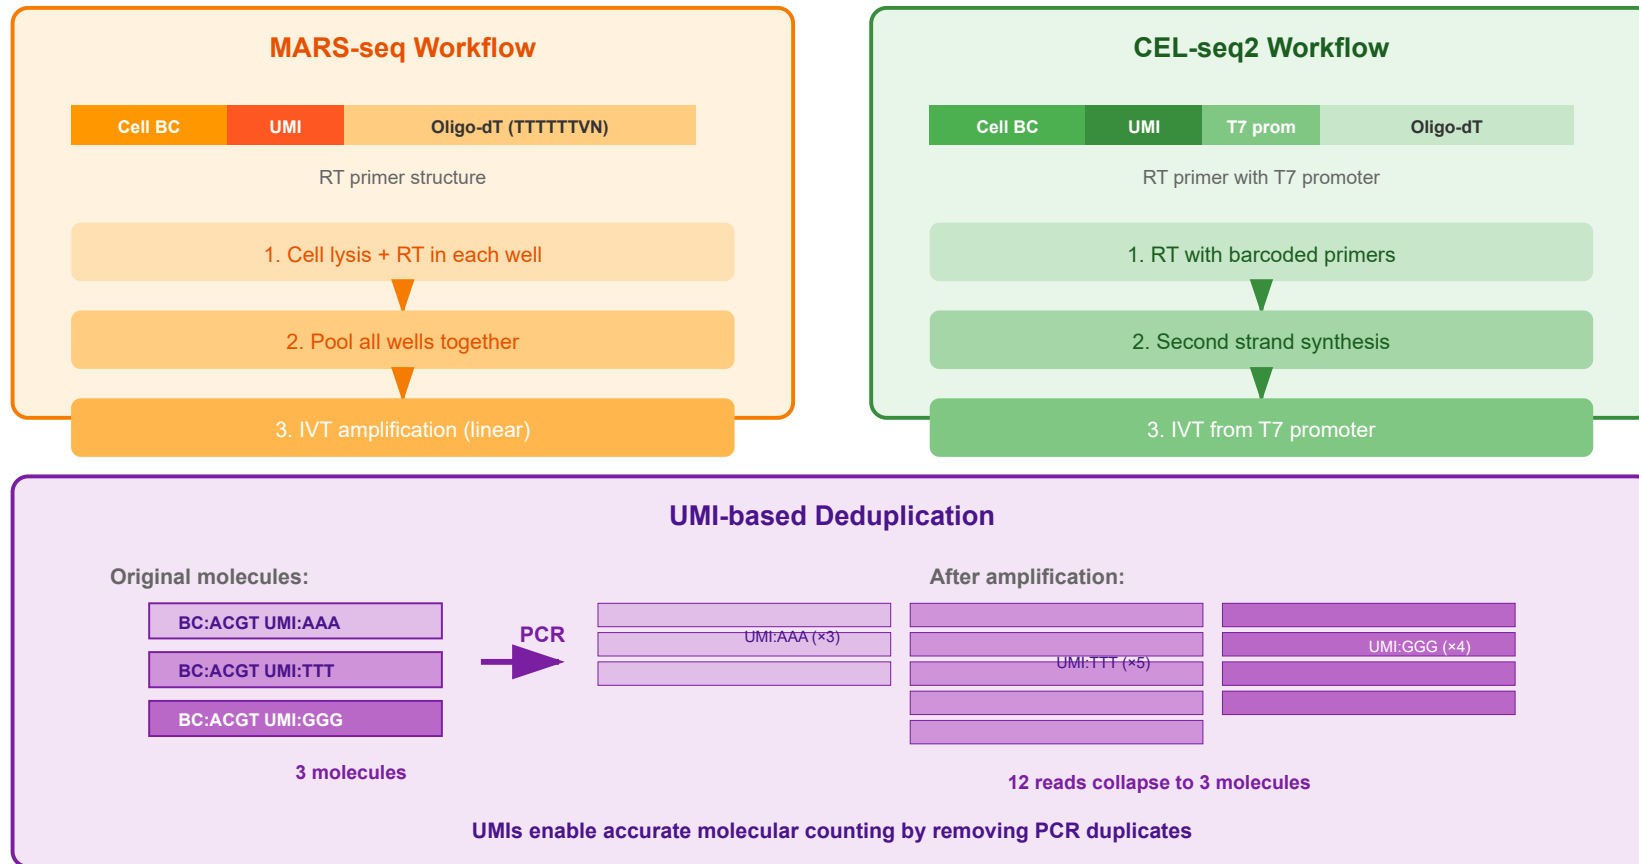 MARS-seq Workflow
Cell BC UMI Oligo-dT (TTTTTTVN)
RT primer structure
1. Cell lysis + RT in each well
2. Pool all wells together
3. IVT amplification (linear)
CEL-seq2 Workflow
Cell BC UMI T7 prom Oligo-dT
RT primer with T7 promoter
1. RT with barcoded primers
2. Second strand synthesis
3. IVT from T7 promoter
UMI-based Deduplication
Original molecules:
BC:ACGT UMI:AAA
BC:ACGT UMI:TTT
BC:ACGT UMI:GGG
3 molecules
PCR
After amplification:
UMI:AAA (×3)
UMI:TTT (×5)
UMI:GGG (×4)
12 reads collapse to 3 molecules
UMIs enable accurate molecular counting by removing PCR duplicates